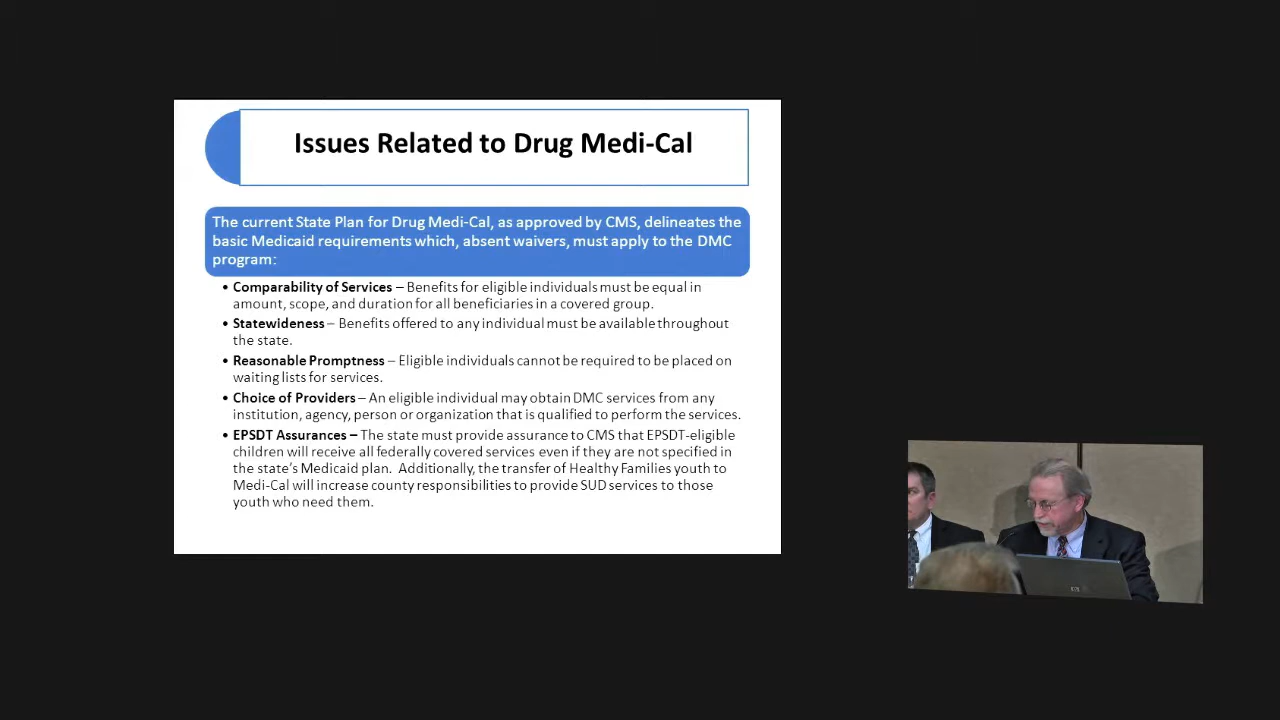 Issues Related to Drug Medi-Cal
The current State Plan for Drug Medi-Cal, as approved by CMS, delineates the
basic Medicaid requirements which, absent waivers, must apply to the DMC
program:
• Comparability of Services – Benefits for eligible individuals must be equal in
amount, scope, and duration for all beneficiaries in a covered group.
• Statewideness – Benefits offered to any individual must be available throughout
the state.
• Reasonable Promptness – Eligible individuals cannot be required to be placed on
waiting lists for services.
• Choice of Providers – An eligible individual may obtain DMC services from any
institution, agency, person or organization that is qualified to perform the services.
• EPSDT Assurances – The state must provide assurance to CMS that EPSDT-eligible
children will receive all federally covered services even if they are not specified in
the state's Medicaid plan.  Additionally, the transfer of Healthy Families youth to
Medi-Cal will increase county responsibilities to provide SUD services to those
youth who need them.